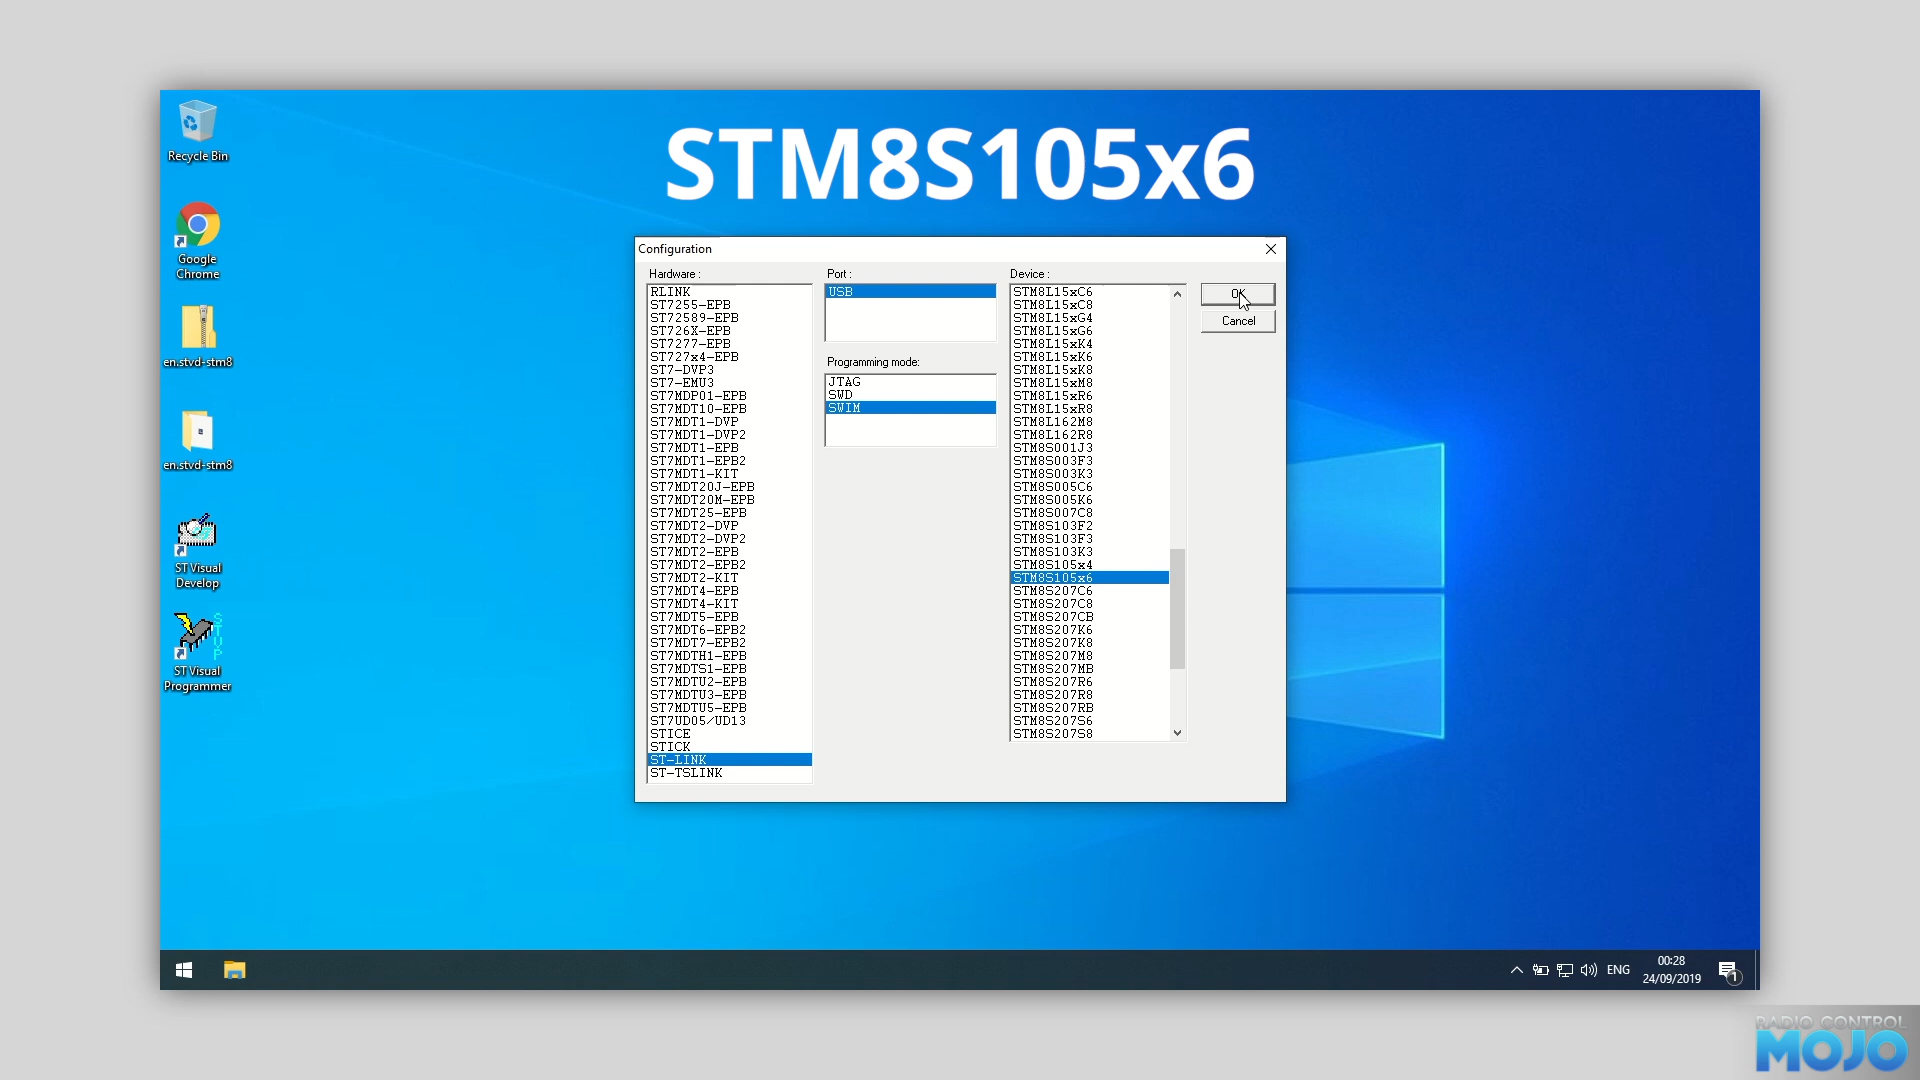 STM8S105x6
Recycle Bin
Google
Chrome
en.stvd-stm8
en.stvd-stm8
ST Visual
Develop
STVP
ST Visual
Programmer
Configuration
Hardware :
RLINK
ST7255-EPB
ST72589-EPB
ST726X-EPB
ST7277-EPB
ST727x4-EPB
ST7-DVP3
ST7-EMU3
ST7MDP01-EPB
ST7MDT10-EPB
ST7MDT1-DVP
ST7MDT1-DVP2
ST7MDT1-EPB
ST7MDT1-EPB2
ST7MDT1-KIT
ST7MDT20J-EPB
ST7MDT20M-EPB
ST7MDT25-EPB
ST7MDT2-DVP
ST7MDT2-DVP2
ST7MDT2-EPB
ST7MDT2-EPB2
ST7MDT2-KIT
ST7MDT4-EPB
ST7MDT4-KIT
ST7MDT5-EPB
ST7MDT6-EPB2
ST7MDT7-EPB2
ST7MDTH1-EPB
ST7MDTS1-EPB
ST7MDTU2-EPB
ST7MDTU3-EPB
ST7MDTU5-EPB
ST7UD05/UD13
STICE
STICK
ST-LINK
ST-TSLINK
Port :
USB
Programming mode:
JTAG
SWD
SWIM
Device :
STM8L15xC6
STM8L15xC8
STM8L15xG4
STM8L15xG6
STM8L15xK4
STM8L15xK6
STM8L15xK8
STM8L15xM8
STM8L15xR6
STM8L15xR8
STM8L162M8
STM8L162R8
STM8S001J3
STM8S003F3
STM8S003K3
STM8S005C6
STM8S005K6
STM8S007C8
STM8S103F2
STM8S103F3
STM8S103K3
STM8S105x4
STM8S105x6
STM8S207C6
STM8S207C8
STM8S207CB
STM8S207K6
STM8S207K8
STM8S207M8
STM8S207MB
STM8S207R6
STM8S207R8
STM8S207RB
STM8S207S6
STM8S207S8
OK
Cancel
ENG
00:28
24/09/2019
1
RADIO CONTROL
MOJO